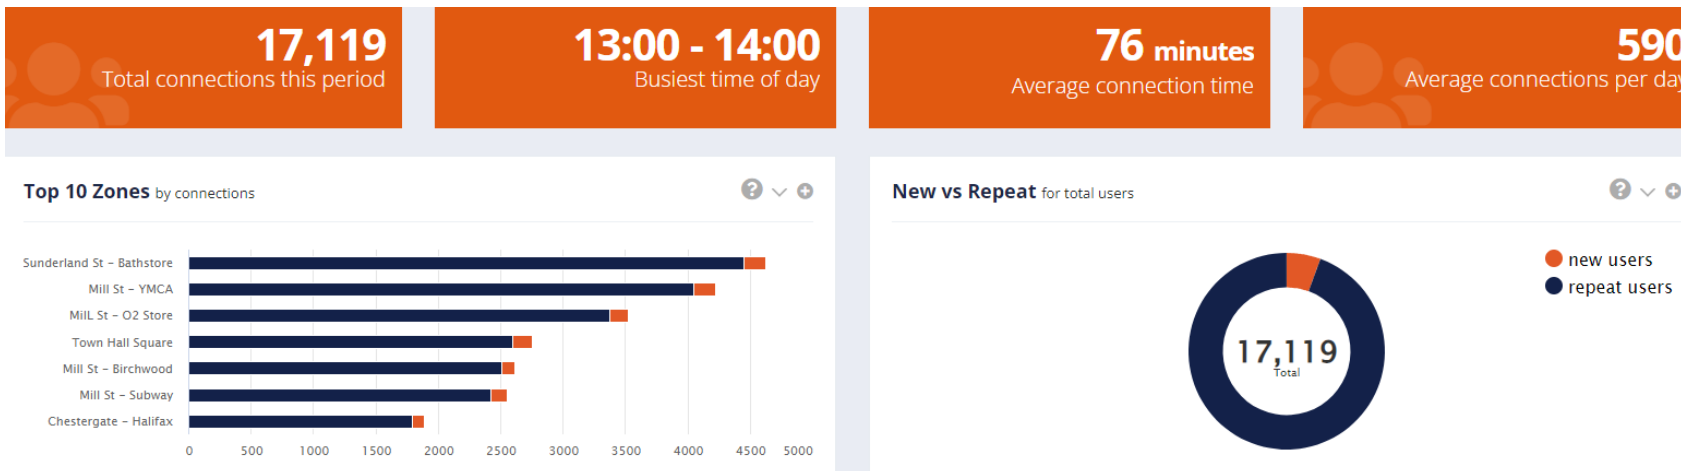 17,119
Total connections this period
13:00 - 14:00
Busiest time of day
76 minutes
Average connection time
590
Average connections per day
Top 10 Zones by connections
Sunderland St - Bathstore
Mill St - YMCA
MilL St - O2 Store
Town Hall Square
Mill St - Birchwood
Mill St - Subway
Chestergate - Halifax
0 500 1000 1500 2000 2500 3000 3500 4000 4500 5000
New vs Repeat for total users
new users
repeat users
17,119
Total